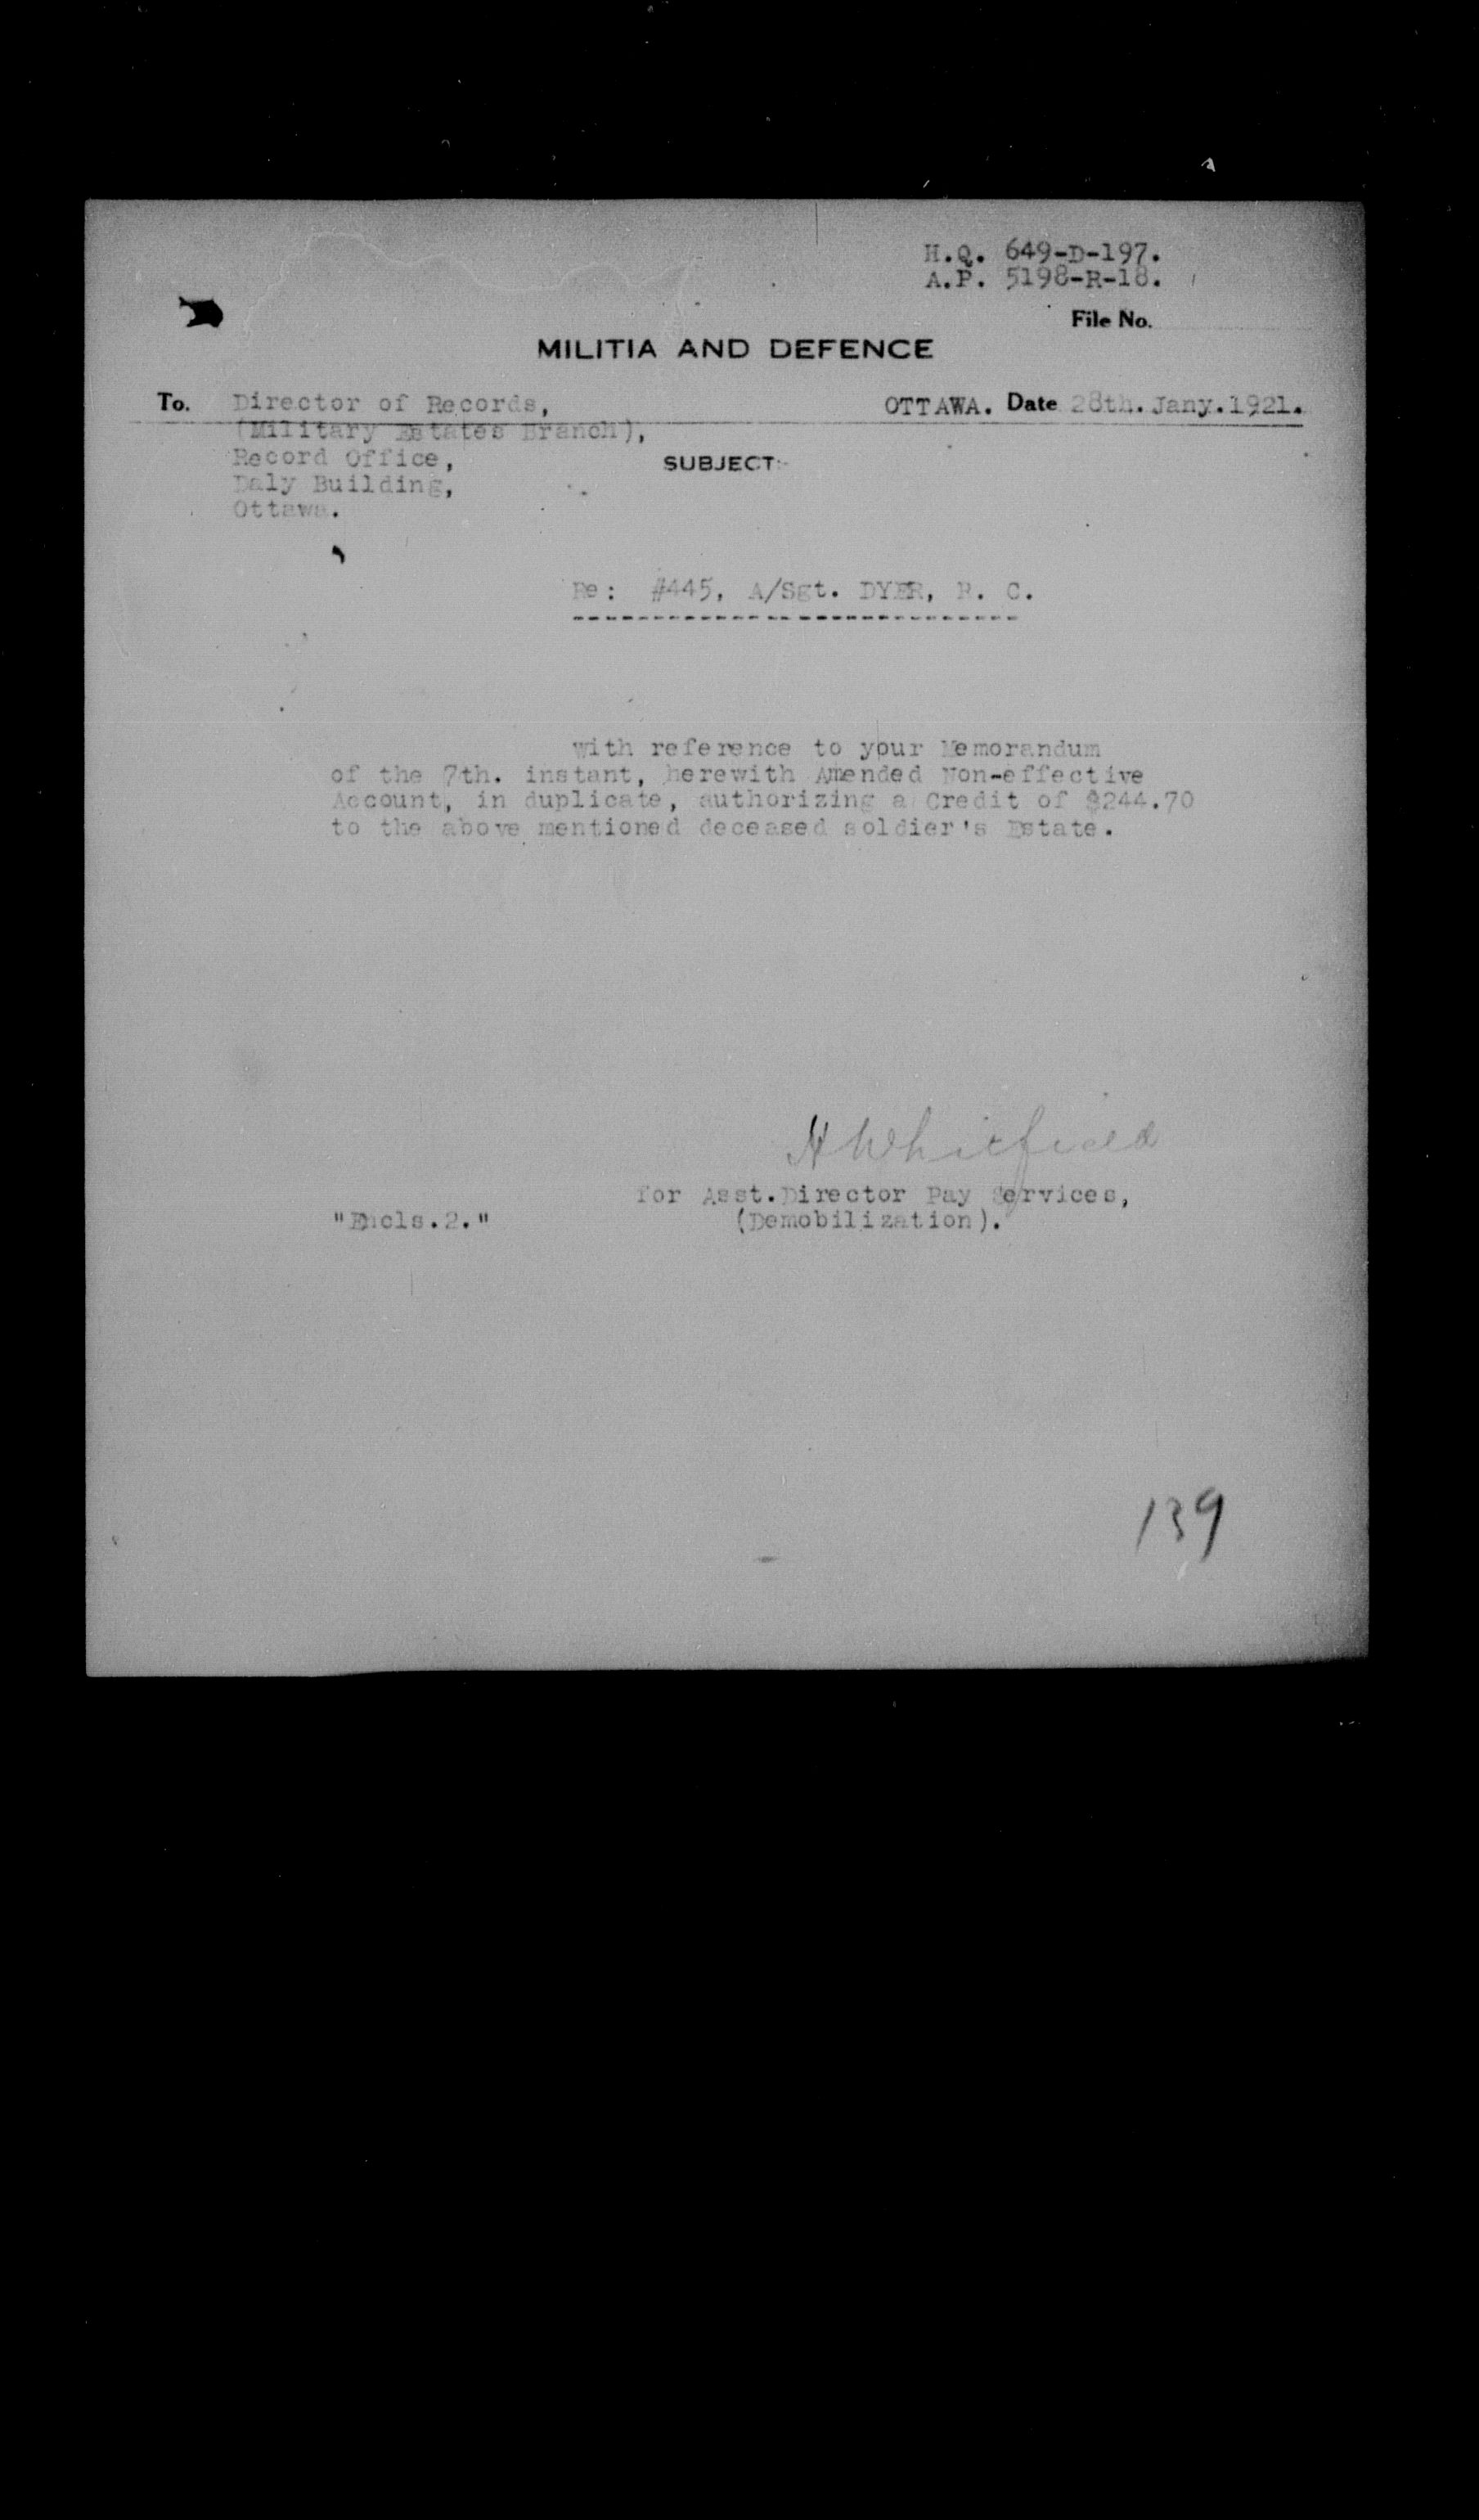 H.Q. 649-D-197.
A.P. 5198-R-18.
File No.
MILITIA AND DEFENCE
To. Director of Records, OTTAWA. Date 28th. Jany. 1921.
(Military Estates Branch),
Record Office,
SUBJECT:-
Daly Building,
Ottawa.
Re: #445, A/Sgt. DYER, R. C.
With reference to your Memorandum
of the 7th. instant, herewith Amended Non-effective
Account, in duplicate, authorizing a Credit of $244.70
to the above mentioned deceased soldier's Estate.
H Whitfield
for Asst.Director Pay Services,
"Encls.2." (Demobilization).
139